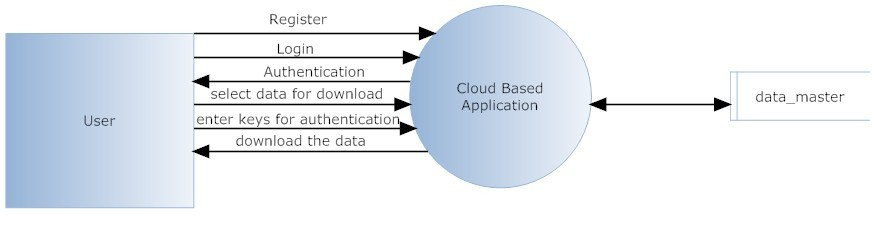 Register
Login
Authentication
select data for download
enter keys for authentication
download the data
User
Cloud Based
Application
data_master